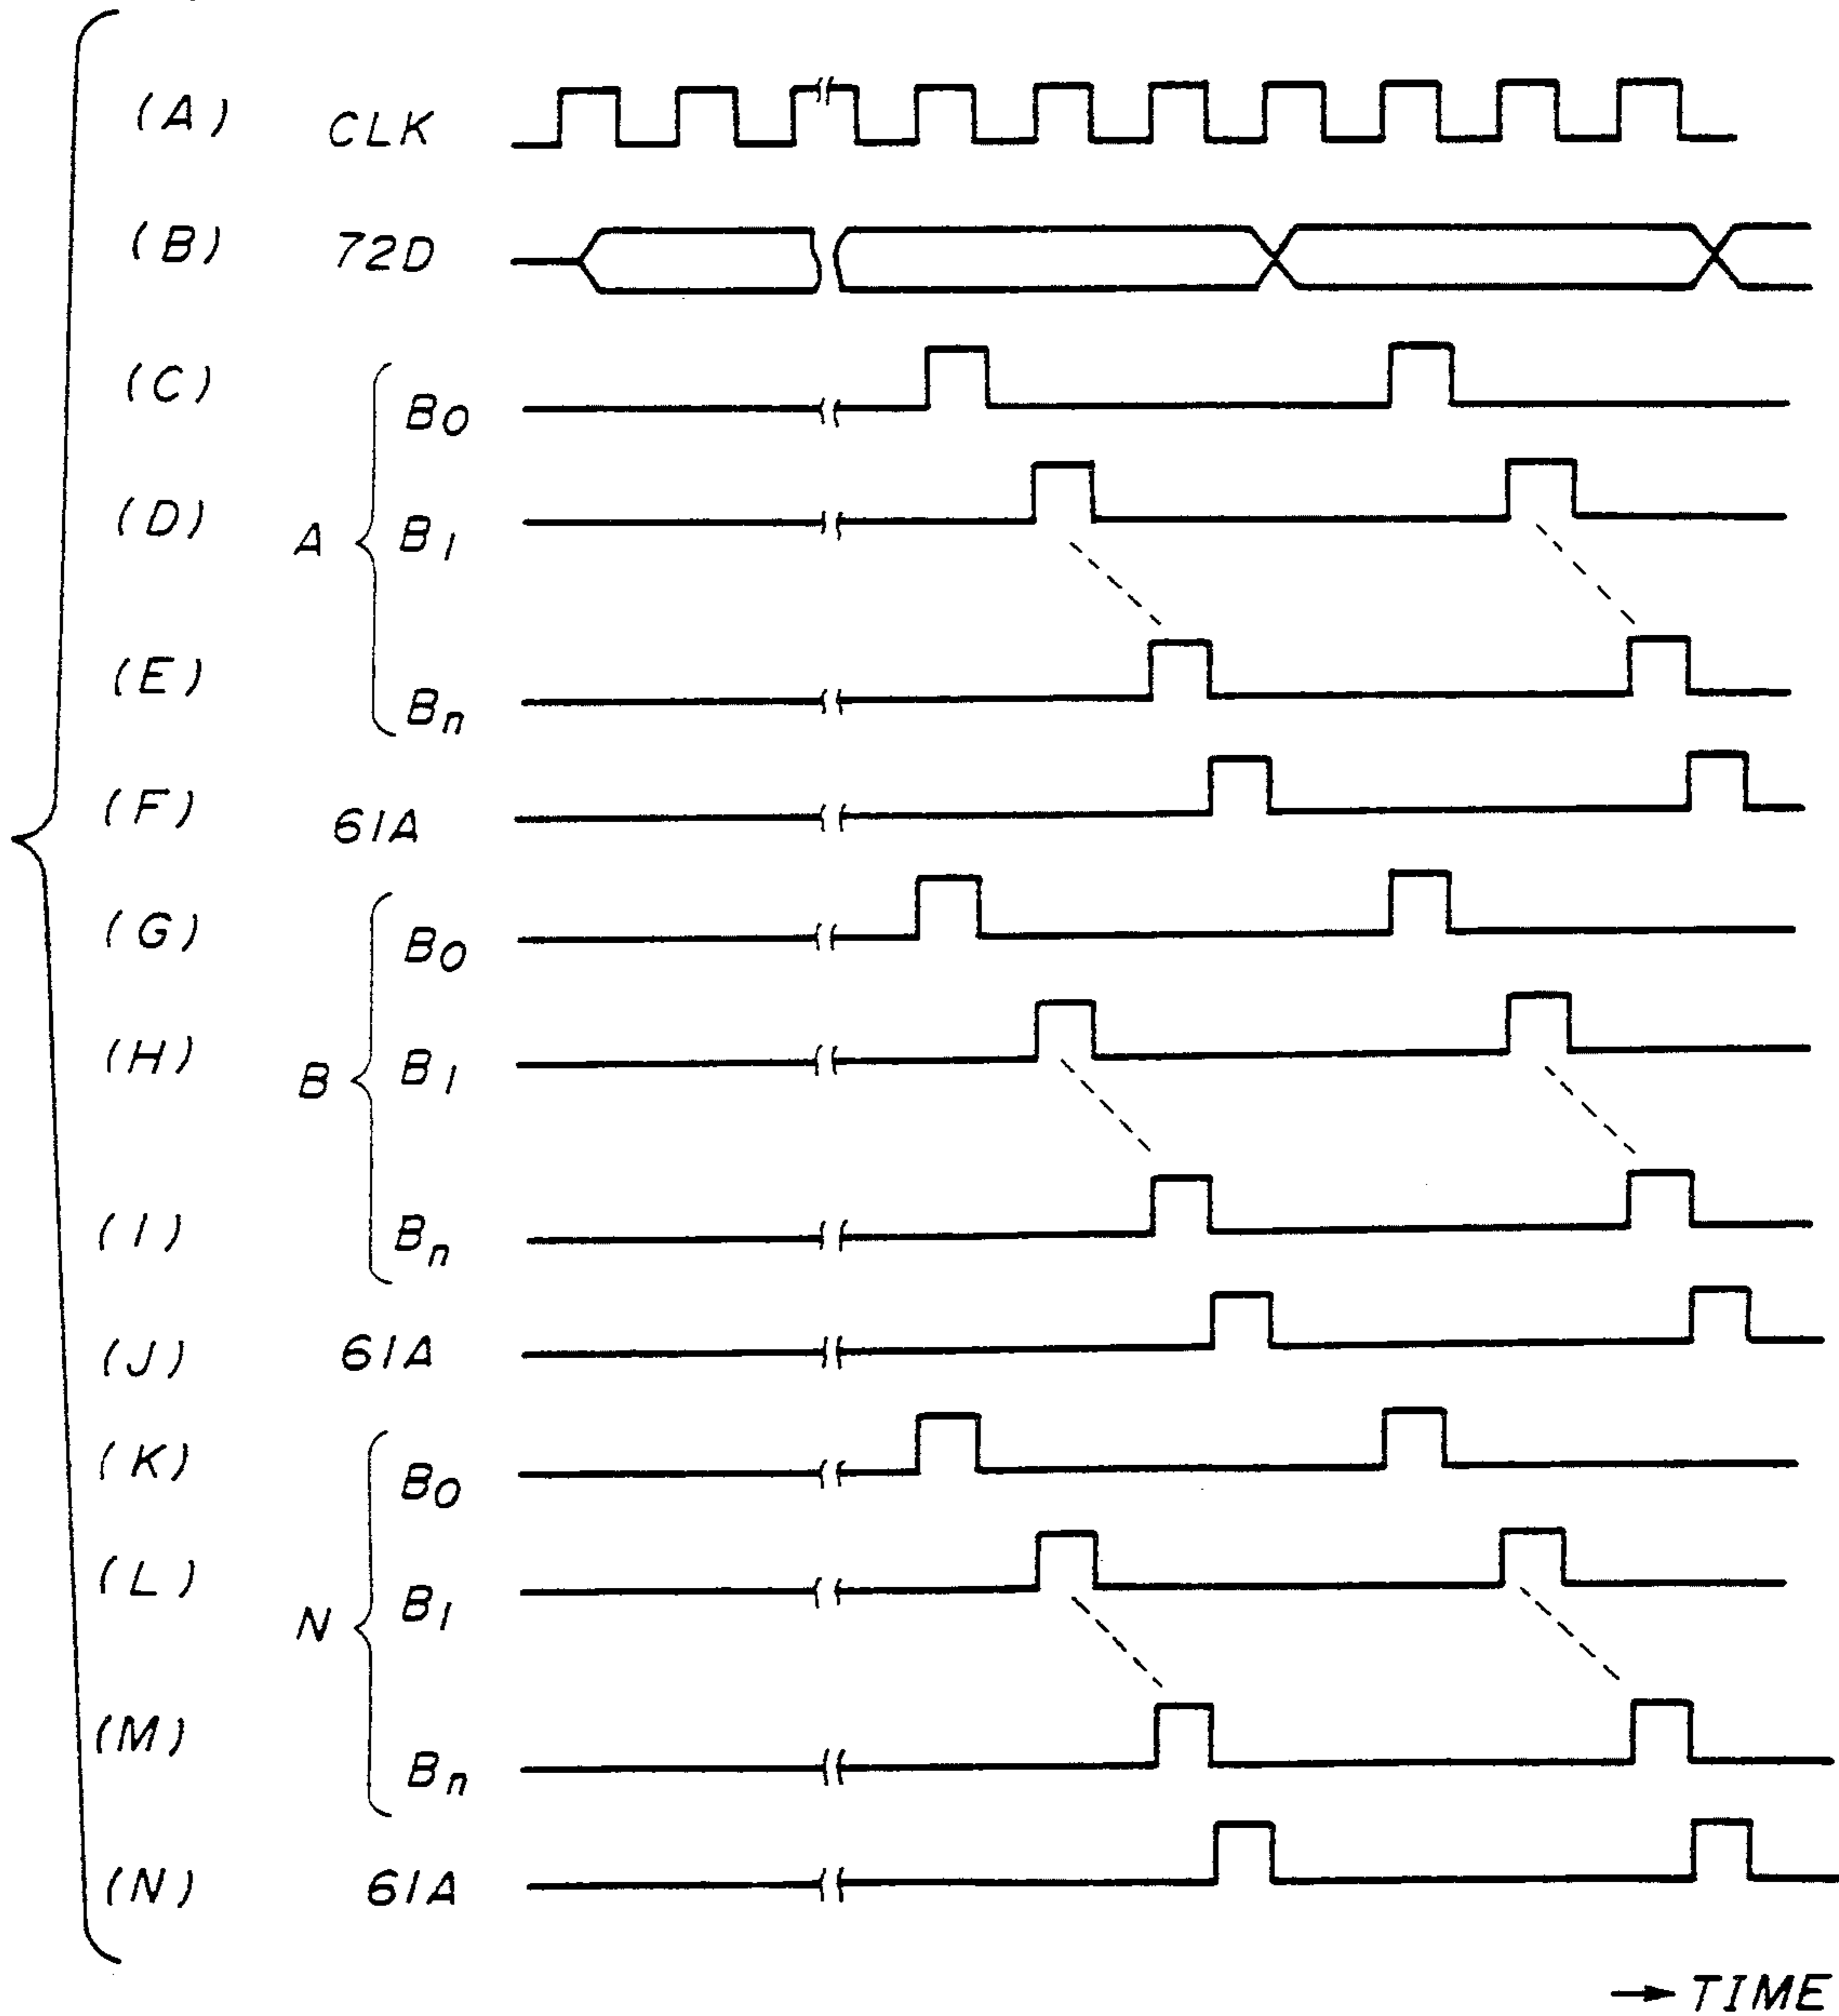 (A) CLK
(B) 72D
(C) B0
(D) A B1
(E) Bn
(F) 61A
(G) B0
(H) B B1
(I) Bn
(J) 61A
(K) B0
(L) N B1
(M) Bn
(N) 61A
→ TIME